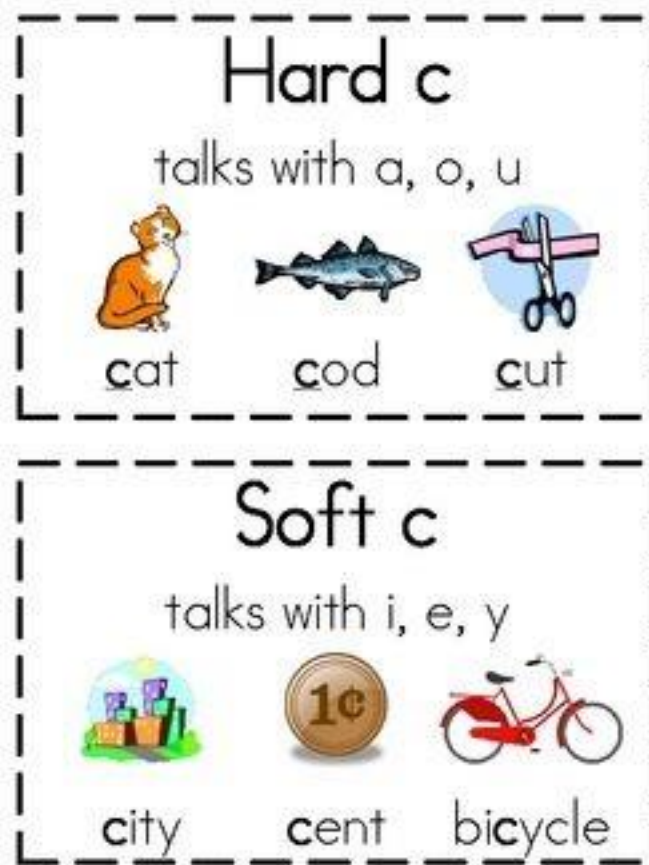 Hard c
talks with a, o, u
cat cod cut
Soft c
talks with i, e, y
1¢
city cent bicycle